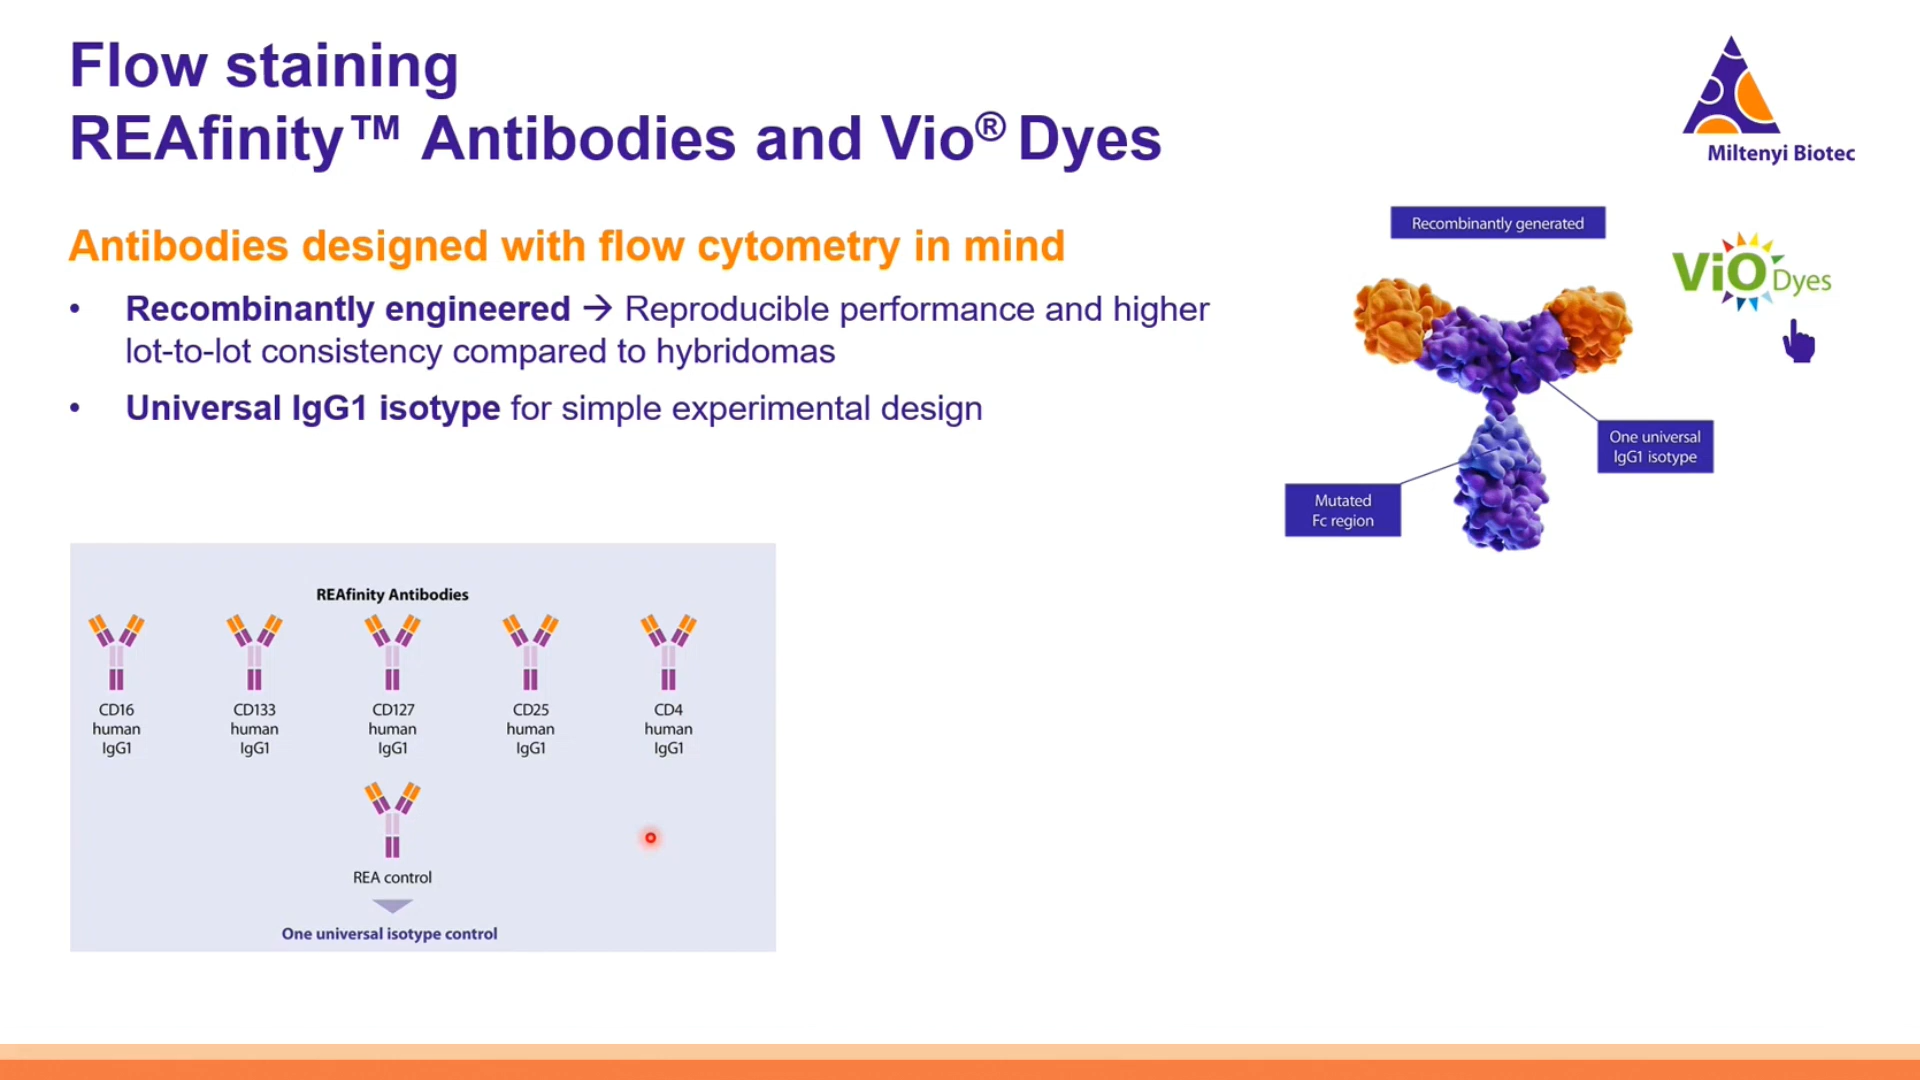 Flow staining
REAfinity™ Antibodies and Vio® Dyes
Miltenyi Biotec
Antibodies designed with flow cytometry in mind
• Recombinantly engineered → Reproducible performance and higher
lot-to-lot consistency compared to hybridomas
• Universal IgG1 isotype for simple experimental design
Recombinantly generated
ViO Dyes
One universal
IgG1 isotype
Mutated
Fc region
REAfinity Antibodies
CD16
human
IgG1
CD133
human
IgG1
CD127
human
IgG1
CD25
human
IgG1
CD4
human
IgG1
REA control
One universal isotype control